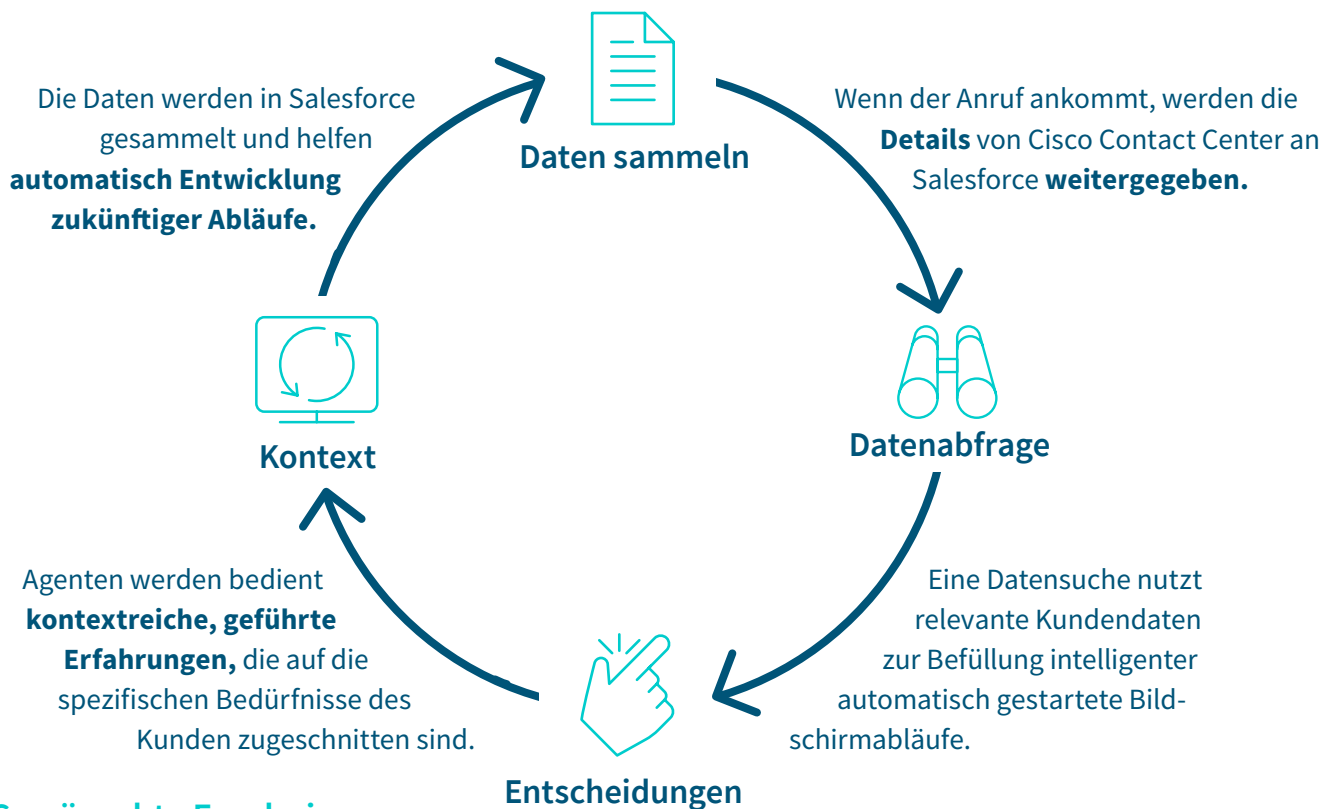 Daten sammeln
Wenn der Anruf ankommt, werden die
Details von Cisco Contact Center an
Salesforce weitergegeben.
Datenabfrage
Eine Datensuche nutzt
relevante Kundendaten
zur Befüllung intelligenter
automatisch gestartete Bild-
schirmabläufe.
Entscheidungen
Agenten werden bedient
kontextreiche, geführte
Erfahrungen, die auf die
spezifischen Bedürfnisse des
Kunden zugeschnitten sind.
Kontext
Die Daten werden in Salesforce
gesammelt und helfen
automatisch Entwicklung
zukünftiger Abläufe.